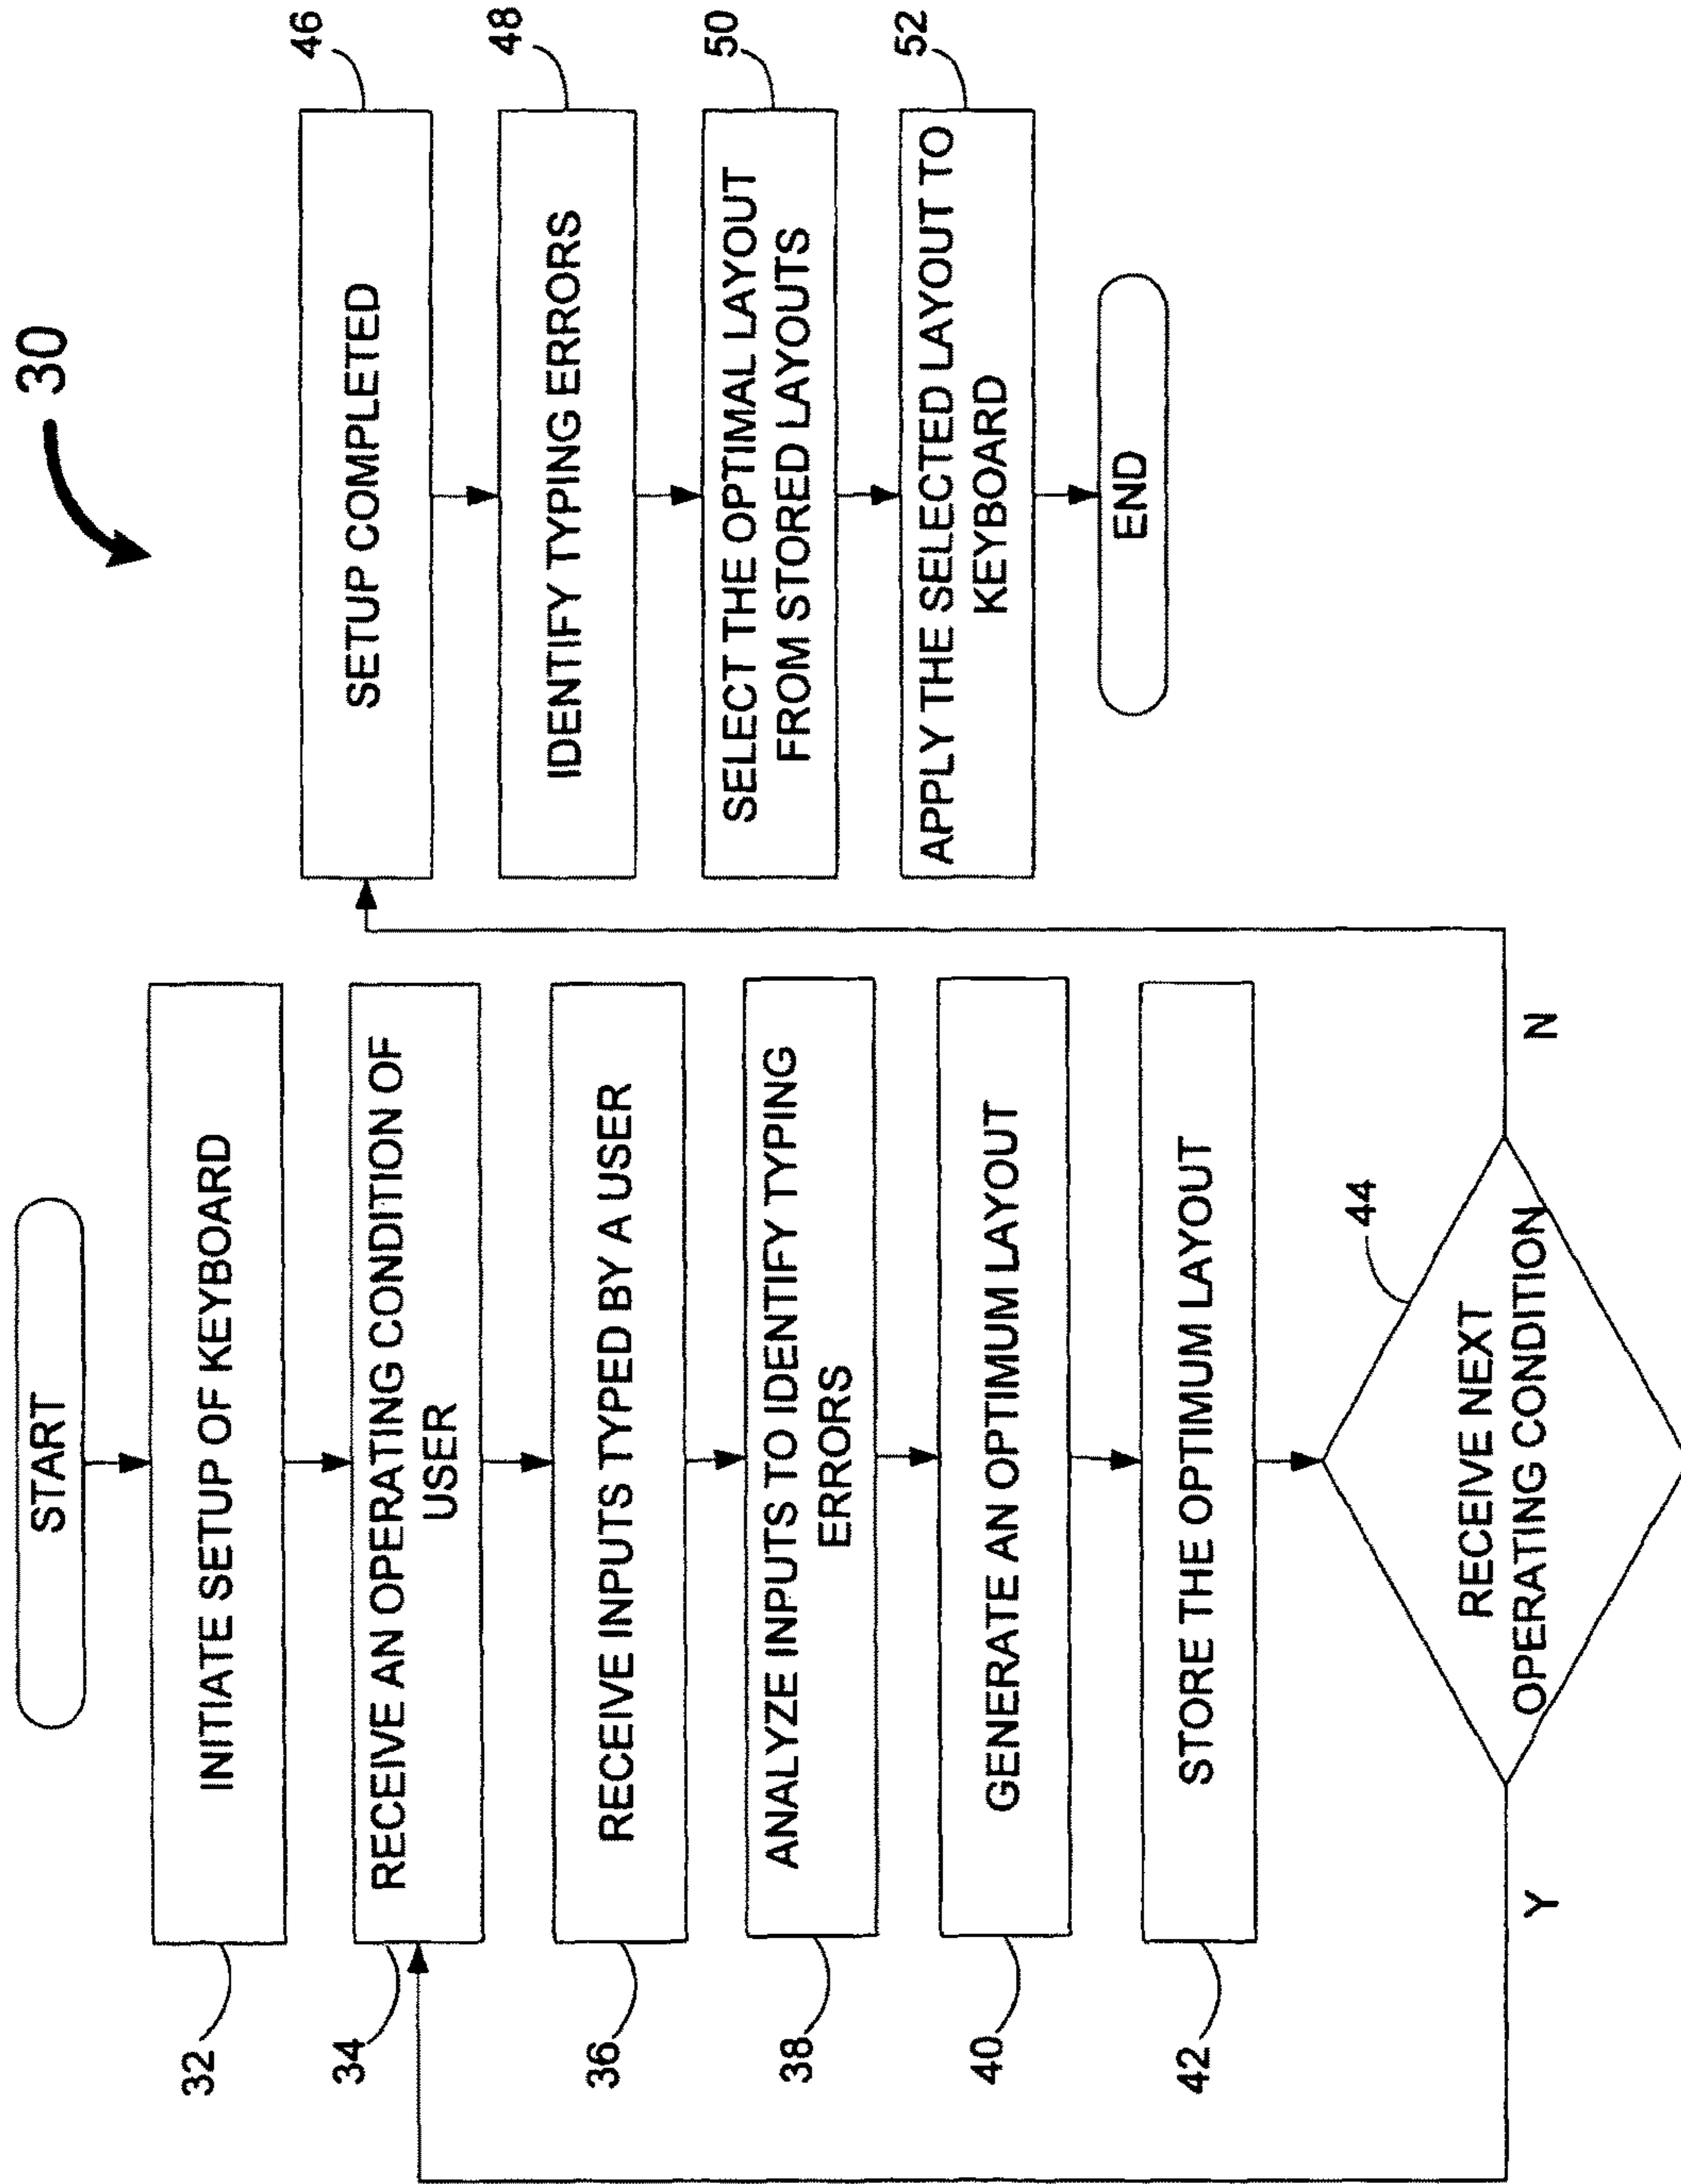 30
START
INITIATE SETUP OF KEYBOARD
32
RECEIVE AN OPERATING CONDITION OF
USER
34
RECEIVE INPUTS TYPED BY A USER
36
ANALYZE INPUTS TO IDENTIFY TYPING
ERRORS
38
GENERATE AN OPTIMUM LAYOUT
40
STORE THE OPTIMUM LAYOUT
42
RECEIVE NEXT
OPERATING CONDITION
44
Y
N
SETUP COMPLETED
46
IDENTIFY TYPING ERRORS
48
SELECT THE OPTIMAL LAYOUT
FROM STORED LAYOUTS
50
APPLY THE SELECTED LAYOUT TO
KEYBOARD
52
END